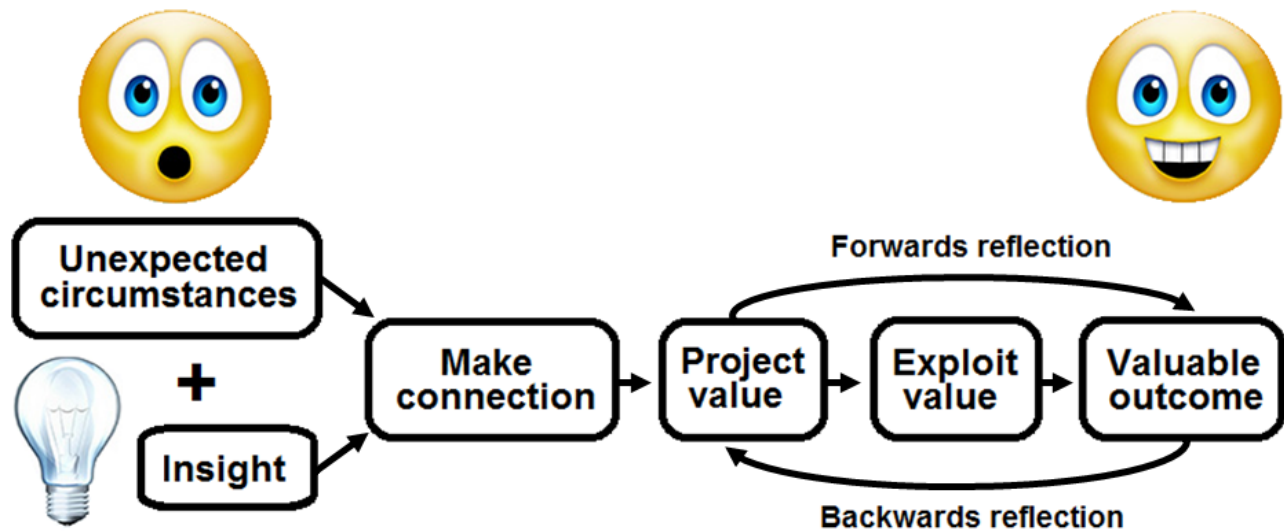 Unexpected
circumstances
+
Insight
Make
connection
Forwards reflection
Project
value
Exploit
value
Valuable
outcome
Backwards reflection